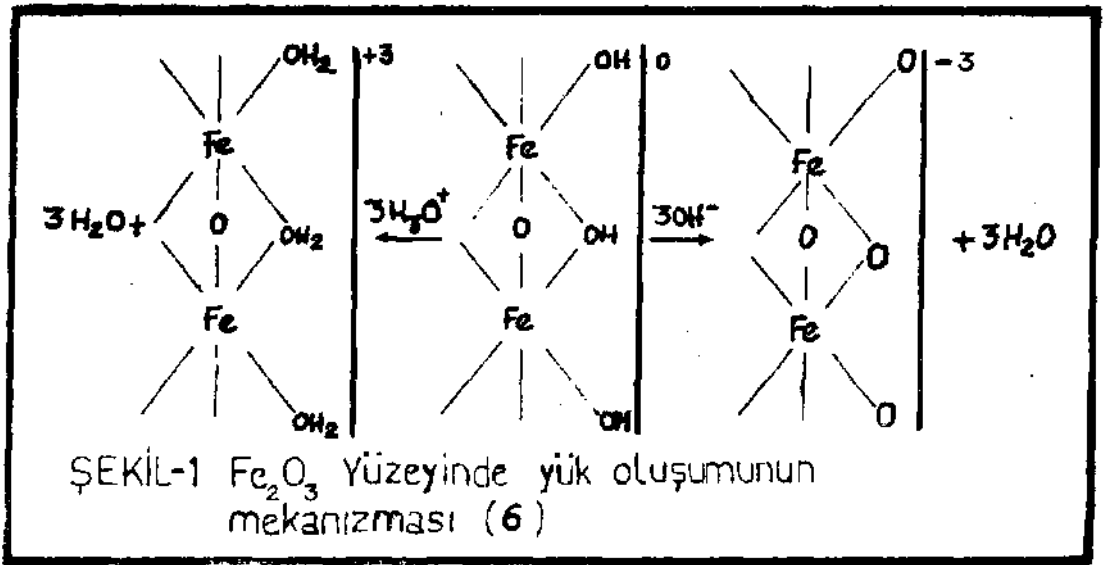 OH₂ +3 OH 0 O -3
Fe Fe Fe
3H₂O+ O OH₂ 3H₃O⁺ O OH 3OH⁻ O O +3H₂O
Fe Fe Fe
OH₂ OH O
ŞEKİL-1 Fe₂O₃ Yüzeyinde yük oluşumunun
mekanızması (6)